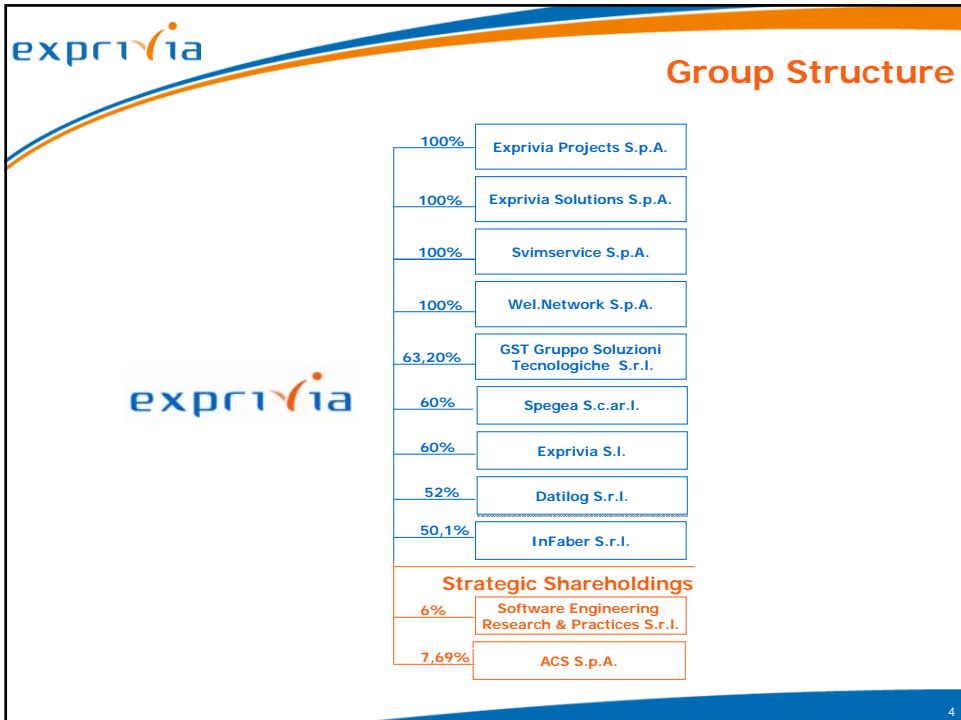 exprivia
Group Structure
100%
Exprivia Projects S.p.A.
100%
Exprivia Solutions S.p.A.
100%
Svimservice S.p.A.
100%
Wel.Network S.p.A.
63,20%
GST Gruppo Soluzioni
Tecnologiche S.r.l.
exprivia
60%
Spegea S.c.ar.l.
60%
Exprivia S.l.
52%
Datilog S.r.l.
50,1%
InFaber S.r.l.
Strategic Shareholdings
6%
Software Engineering
Research & Practices S.r.l.
7,69%
ACS S.p.A.
4